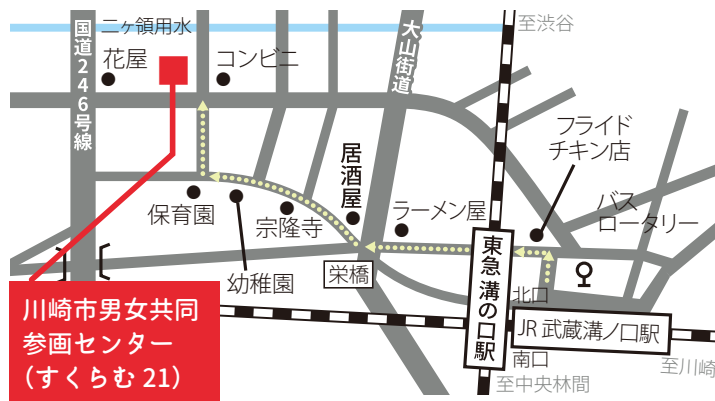 二ヶ領用水
至渋谷
国道246号線
花屋
コンビニ
大山街道
フライド
チキン店
居酒屋
保育園
宗隆寺
ラーメン屋
バス
ロータリー
幼稚園
栄橋
東急 溝の口駅
北口
川崎市男女共同
参画センター
（すくらむ 21）
JR 武蔵溝ノ口駅
南口
至川崎
至中央林間